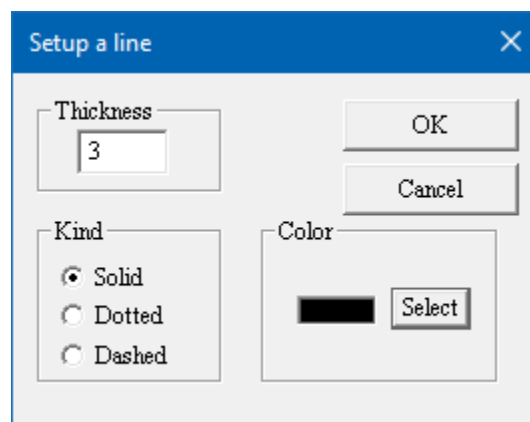 Setup a line
Thickness
3
OK
Cancel
Kind
Solid
Dotted
Dashed
Color
Select